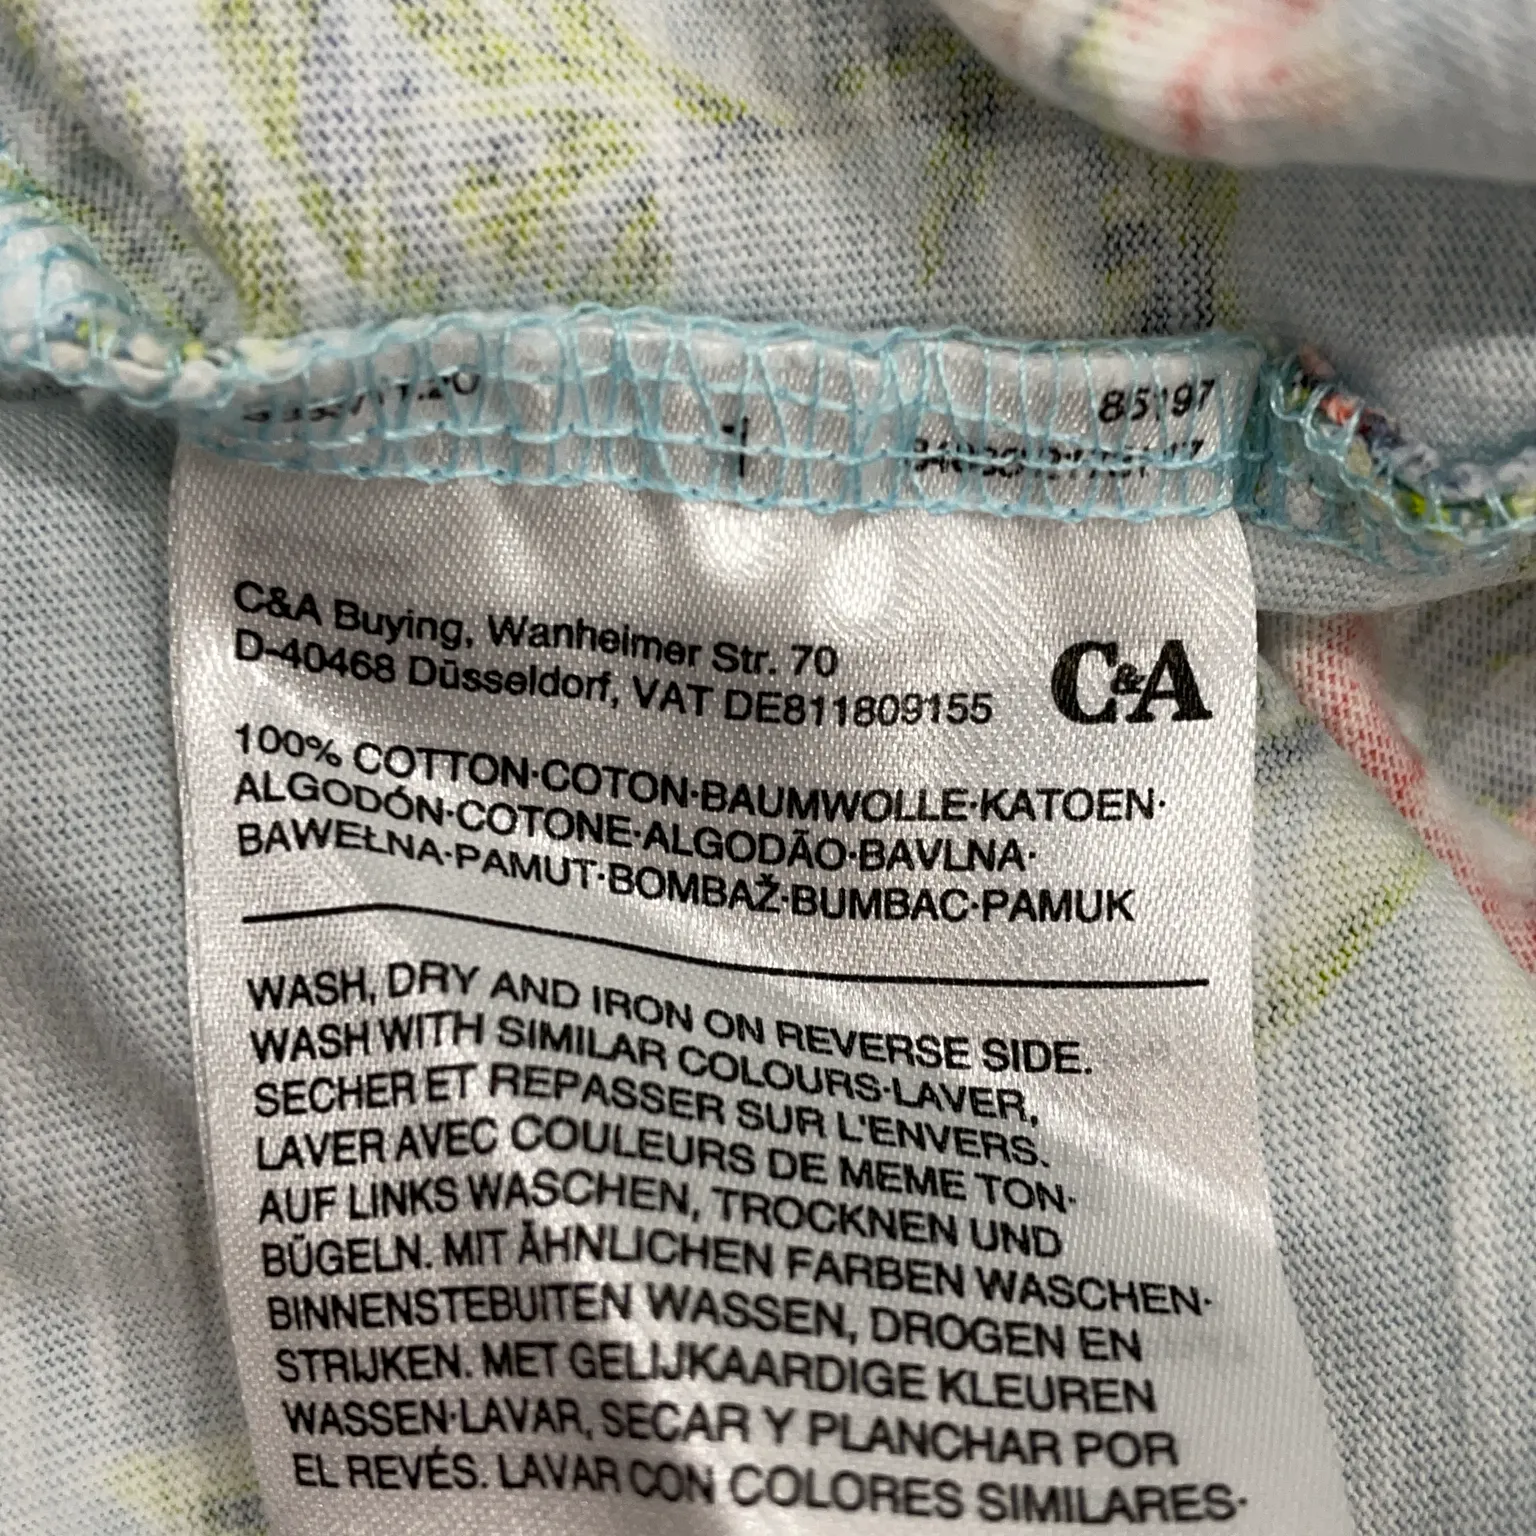 85197
C&A Buying, Wanheimer Str. 70
D-40468 Düsseldorf, VAT DE811809155
C&A
100% COTTON·COTON·BAUMWOLLE·KATOEN·
ALGODÓN·COTONE·ALGODÃO·BAVLNA·
BAWEŁNA·PAMUT·BOMBAŽ·BUMBAC·PAMUK
WASH, DRY AND IRON ON REVERSE SIDE.
WASH WITH SIMILAR COLOURS·LAVER,
SECHER ET REPASSER SUR L'ENVERS.
LAVER AVEC COULEURS DE MEME TON·
AUF LINKS WASCHEN, TROCKNEN UND
BÜGELN. MIT ÄHNLICHEN FARBEN WASCHEN·
BINNENSTEBUITEN WASSEN, DROGEN EN
STRIJKEN. MET GELIJKAARDIGE KLEUREN
WASSEN·LAVAR, SECAR Y PLANCHAR POR
EL REVÉS. LAVAR CON COLORES SIMILARES·